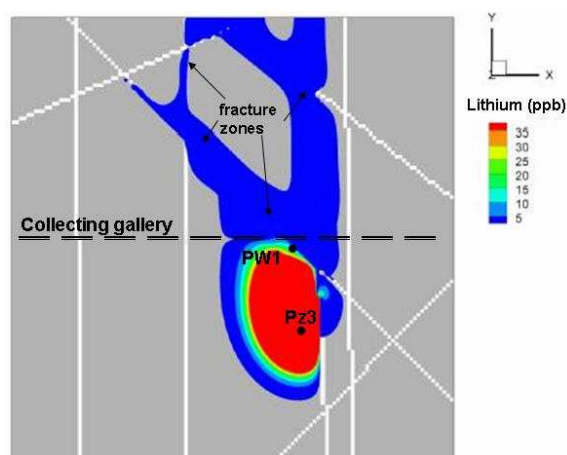 Y
Z X
Lithium (ppb)
35
30
25
20
15
10
5
fracture
zones
Collecting gallery
PW1
Pz3